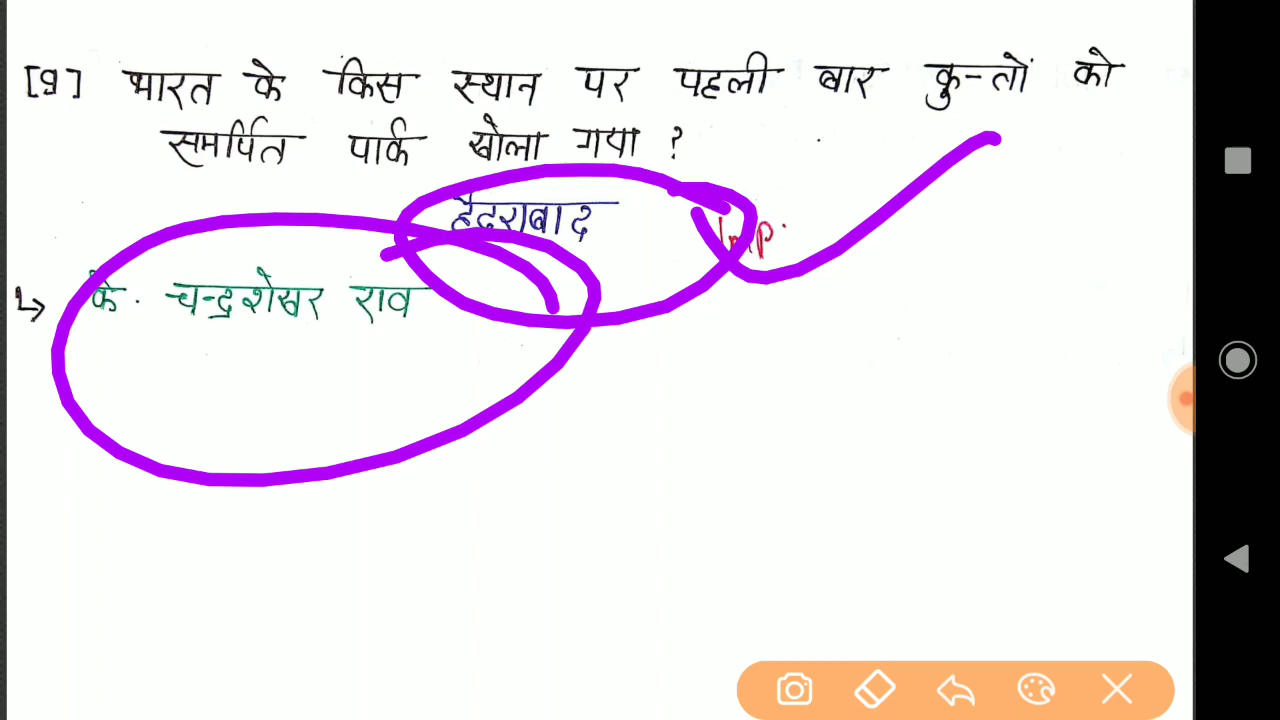 [9] भारत के किस स्थान पर पहली बार कुत्तों को
समर्पित पार्क खोला गया ?
हैदराबाद Imp.
↳ के. चन्द्रशेखर राव